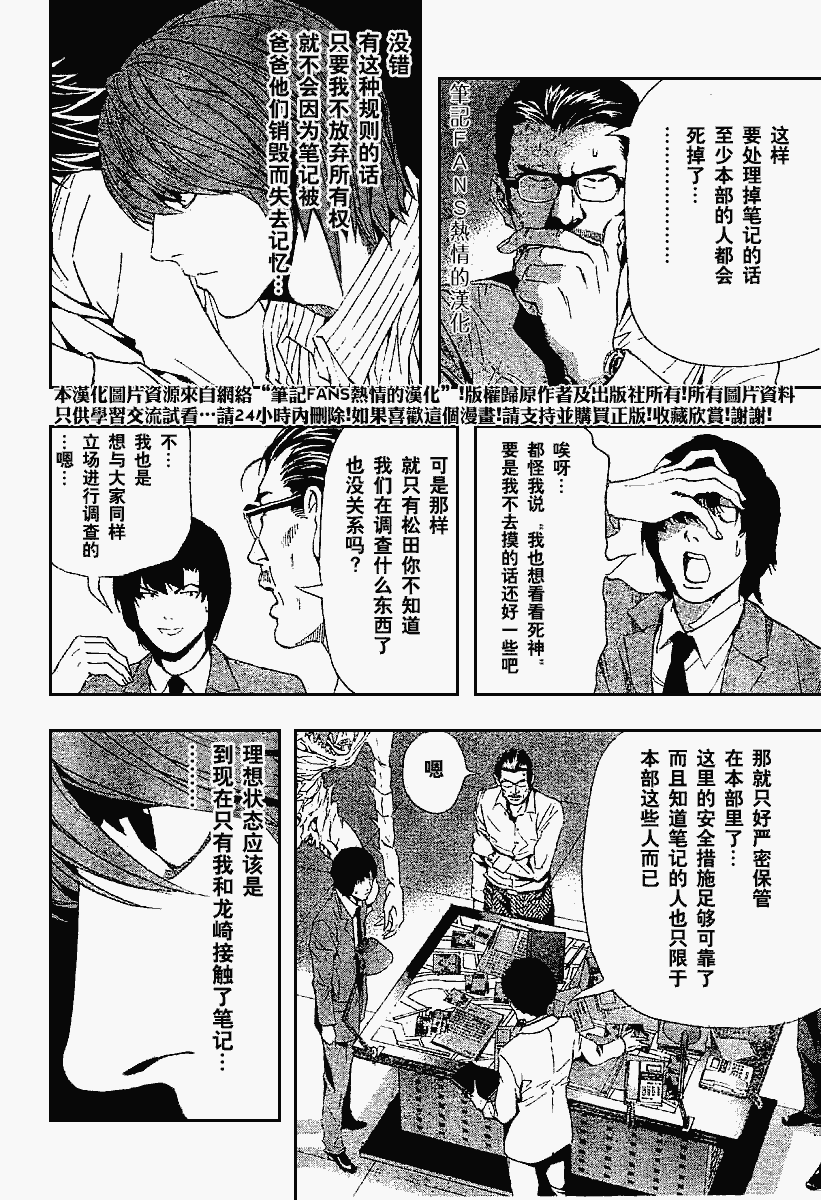 这样
要处理掉笔记的话
至少本部的人都会
死掉了…
………………
筆記FANS熱情的漢化
没错
有这种规则的话
只要我不放弃所有权
就不会因为笔记被
爸爸他们销毁而失去记忆…
本漢化圖片資源來自網絡“筆記FANS熱情的漢化”!版權歸原作者及出版社所有!所有圖片資料
只供學習交流試看…請24小時內刪除!如果喜歡這個漫畫!請支持並購買正版!收藏欣賞!謝謝!
唉呀…
都怪我说“我也想看看死神”
要是我不去摸的话还好一些吧
可是那样
就只有松田你不知道
我们在调查什么东西了
也没关系吗?
不…
我也是
想与大家同样
立场进行调查的
…嗯…
那就只好严密保管
在本部里了…
这里的安全措施足够可靠了
而且知道笔记的人也只限于
本部这些人而已
嗯
理想状态应该是
到现在只有我和龙崎接触了笔记…
………